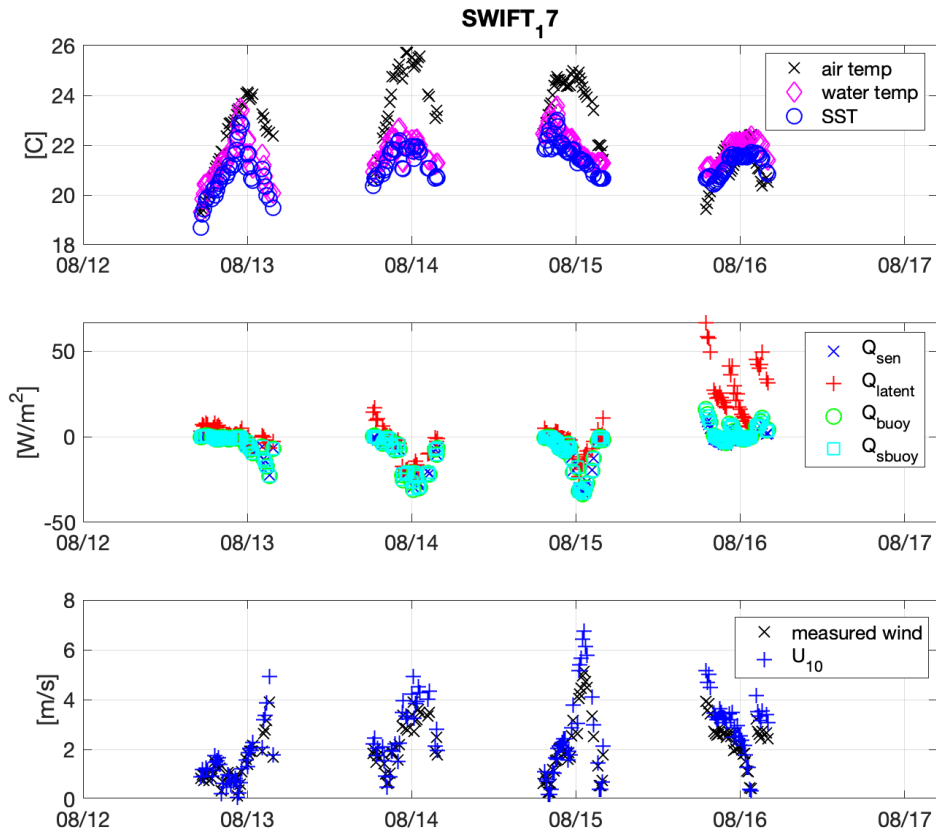 SWIFT₁7
26
24
22
20
18
[C]
air temp
water temp
SST
08/12 08/13 08/14 08/15 08/16 08/17
50
0
-50
[W/m²]
Q_sen
Q_latent
Q_buoy
Q_sbuoy
08/12 08/13 08/14 08/15 08/16 08/17
8
6
4
2
0
[m/s]
measured wind
U₁₀
08/12 08/13 08/14 08/15 08/16 08/17